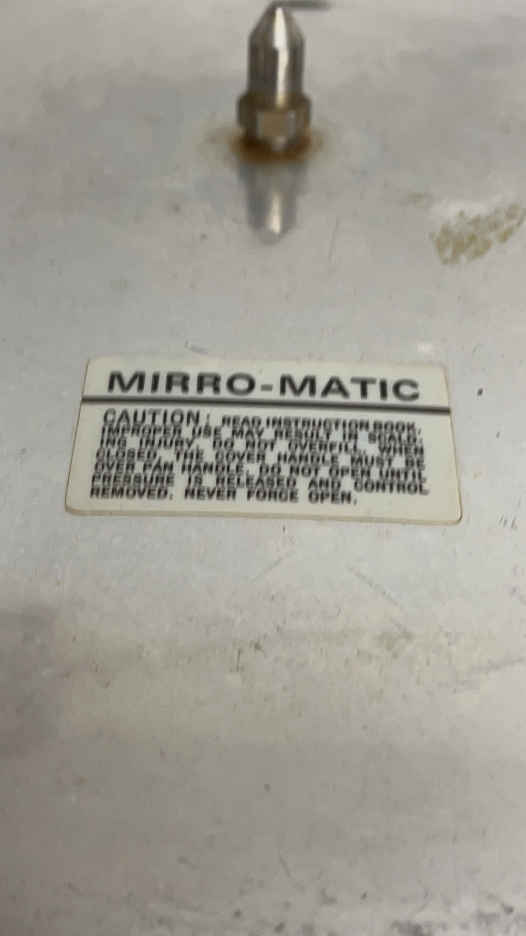 MIRRO-MATIC
CAUTION: READ INSTRUCTION BOOK.
IMPROPER USE MAY RESULT IN SCALD-
ING INJURY. DO NOT OVERFILL. WHEN
CLOSED, THE COVER HANDLE MUST BE
OVER PAN HANDLE. DO NOT OPEN UNTIL
PRESSURE IS RELEASED AND CONTROL
REMOVED. NEVER FORCE OPEN.